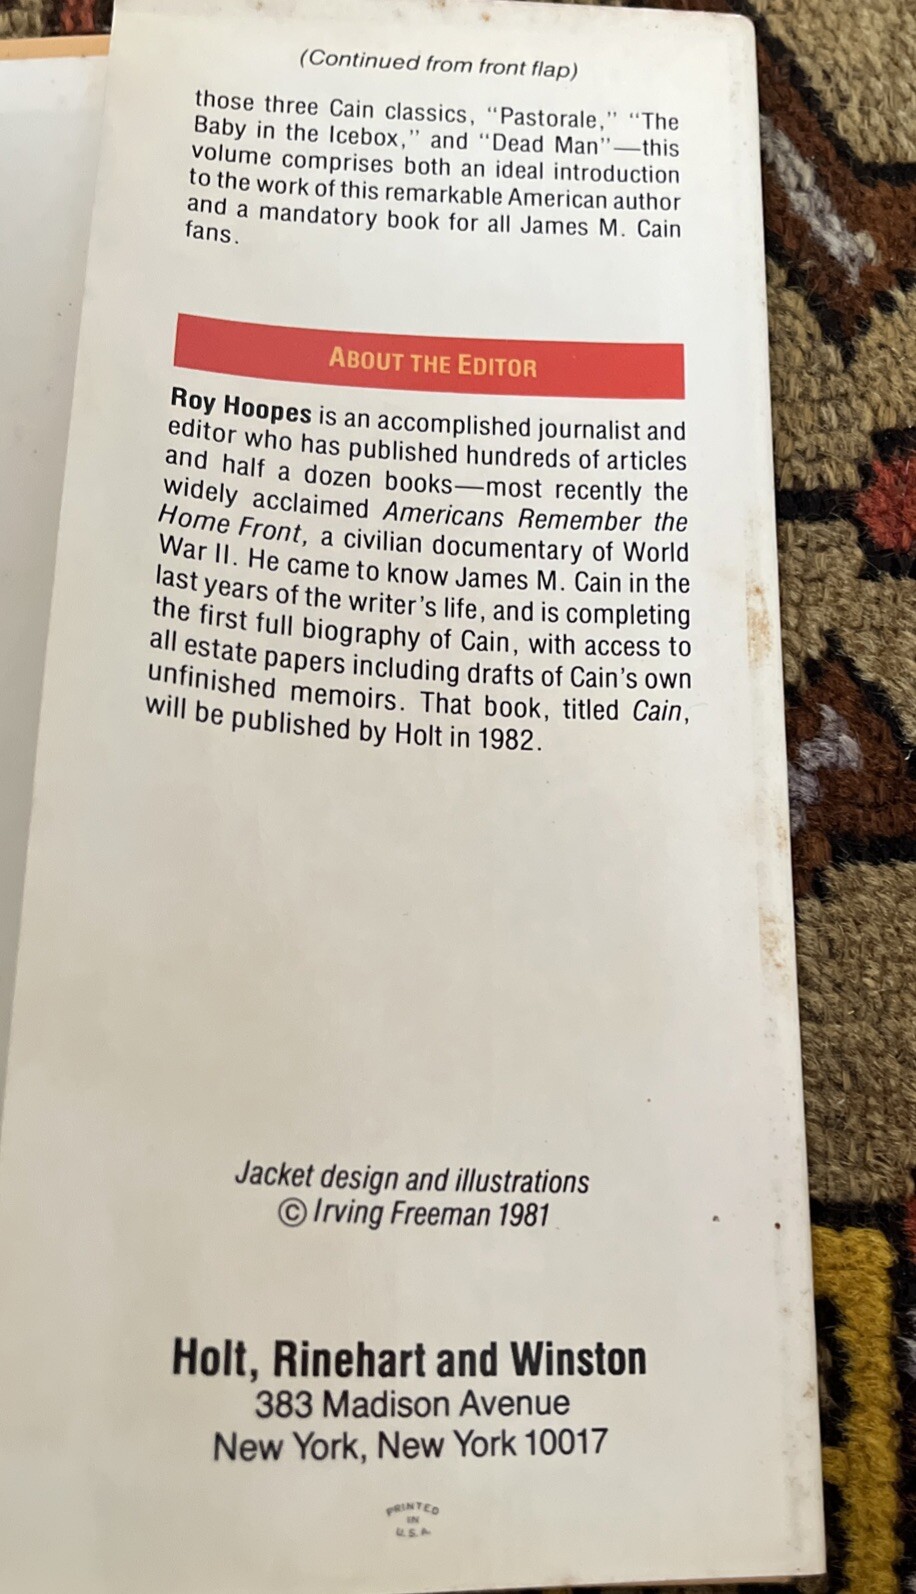 (Continued from front flap)
those three Cain classics, “Pastorale,” “The
Baby in the Icebox,” and “Dead Man”—this
volume comprises both an ideal introduction
to the work of this remarkable American author
and a mandatory book for all James M. Cain
fans.
ABOUT THE EDITOR
Roy Hoopes is an accomplished journalist and
editor who has published hundreds of articles
and half a dozen books—most recently the
widely acclaimed Americans Remember the
Home Front, a civilian documentary of World
War II. He came to know James M. Cain in the
last years of the writer’s life, and is completing
the first full biography of Cain, with access to
all estate papers including drafts of Cain’s own
unfinished memoirs. That book, titled Cain,
will be published by Holt in 1982.
Jacket design and illustrations
© Irving Freeman 1981
Holt, Rinehart and Winston
383 Madison Avenue
New York, New York 10017
PRINTED
IN
U.S.A.